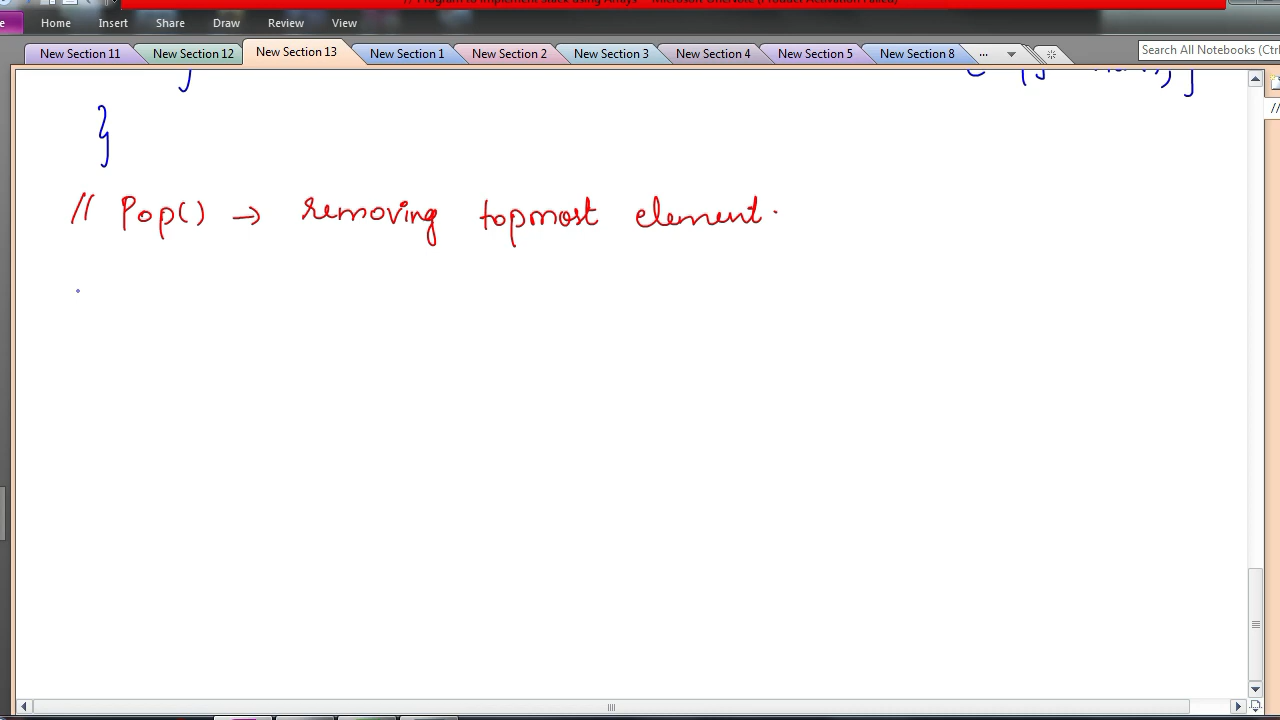 Home Insert Share Draw Review View
New Section 11 New Section 12 New Section 13 New Section 1 New Section 2 New Section 3 New Section 4 New Section 5 New Section 8 ... Search All Notebooks (Ctrl
}
}
// Pop() → removing topmost element.